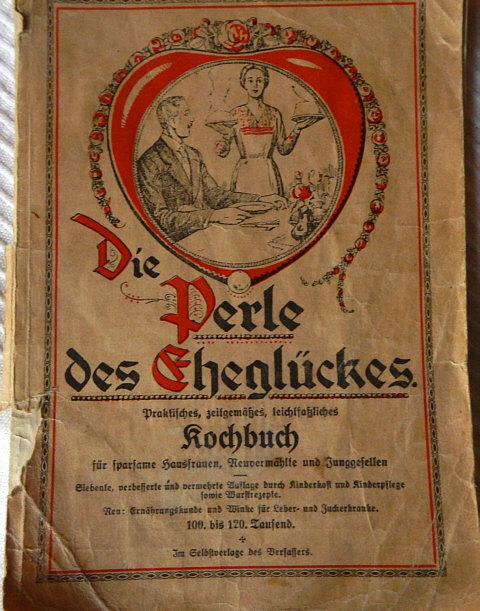 Die
Perle
des Eheglückes.
Praktisches, zeitgemäßes, leichtfaßliches
Kochbuch
für sparsame Hausfrauen, Neuvermählte und Junggesellen
Siebente, verbesserte und vermehrte Auflage durch Kinderkost und Kinderpflege
sowie Wurstrezepte.
Neu: Ernährungskunde und Winke für Leber- und Zuckerkranke.
100. bis 120. Tausend.
Im Selbstverlage des Verfassers.